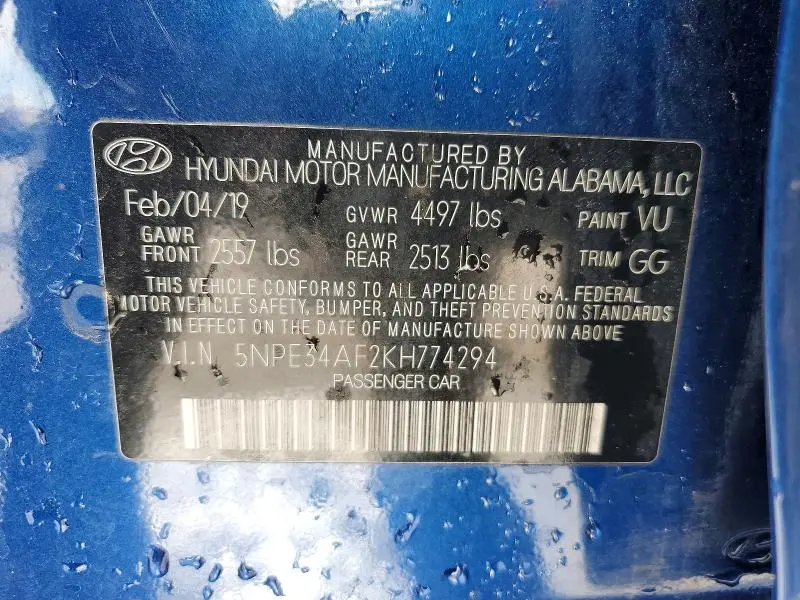 MANUFACTURED BY
HYUNDAI MOTOR MANUFACTURING ALABAMA, LLC
Feb/04/19 GVWR 4497 lbs PAINT VU
GAWR FRONT 2557 lbs GAWR REAR 2513 lbs TRIM GG
THIS VEHICLE CONFORMS TO ALL APPLICABLE U.S.A. FEDERAL
MOTOR VEHICLE SAFETY, BUMPER, AND THEFT PREVENTION STANDARDS
IN EFFECT ON THE DATE OF MANUFACTURE SHOWN ABOVE
V.I.N. 5NPE34AF2KH774294
PASSENGER CAR